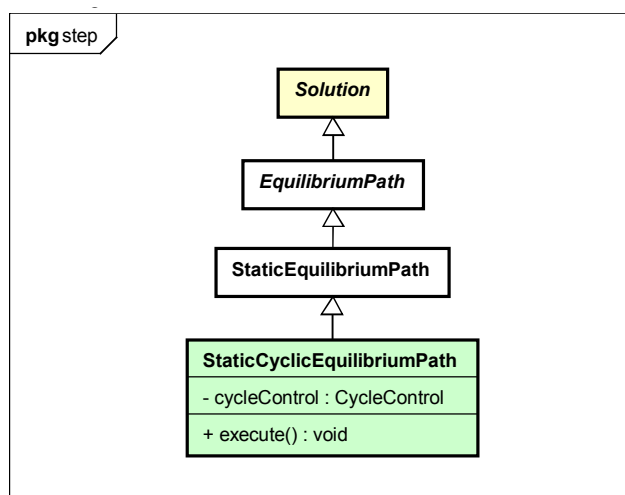 pkg step
Solution
EquilibriumPath
StaticEquilibriumPath
StaticCyclicEquilibriumPath
- cycleControl : CycleControl
+ execute() : void